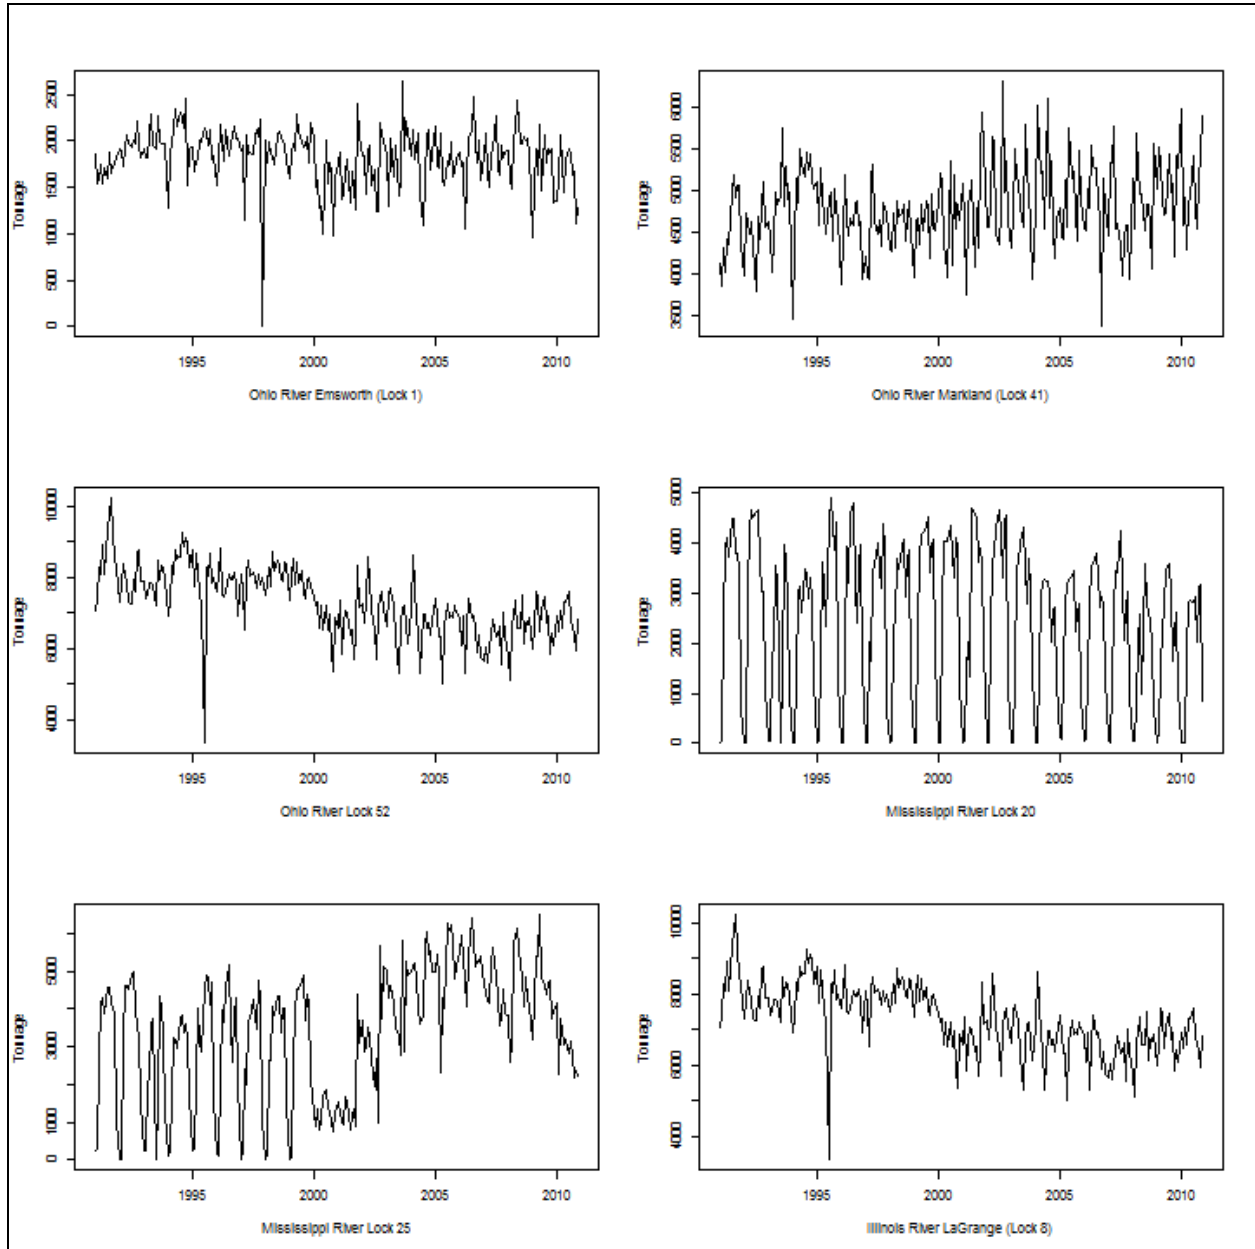 Tonnage
2500
2000
1500
1000
500
0
1995 2000 2005 2010
Ohio River Emsworth (Lock 1)
Tonnage
6000
5500
5000
4500
4000
3500
1995 2000 2005 2010
Ohio River Markland (Lock 41)
Tonnage
10000
8000
6000
4000
1995 2000 2005 2010
Ohio River Lock 52
Tonnage
5000
4000
3000
2000
1000
0
1995 2000 2005 2010
Mississippi River Lock 20
Tonnage
5000
3000
1000
0
1995 2000 2005 2010
Mississippi River Lock 25
Tonnage
10000
8000
6000
4000
1995 2000 2005 2010
Illinois River LaGrange (Lock 8)